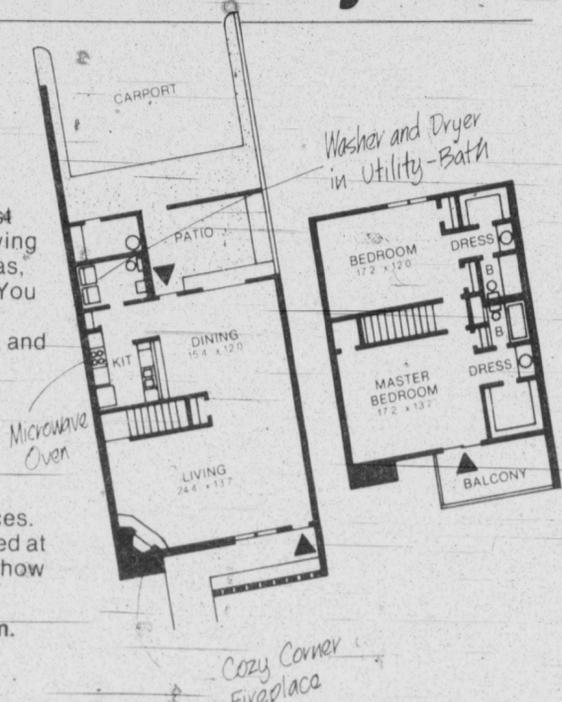 ving
as,
You
and
ces.
ed at
how
n.
CARPORT
Washer and Dryer
in Utility-Bath
PATIO
DINING
15.4 x 12.0
KIT
Microwave
Oven
LIVING
24.4 x 13.7
Cozy Corner
Fireplace
BEDROOM
17.2 x 12.0
DRESS
B
B
DRESS
MASTER
BEDROOM
17.2 x 13.7
BALCONY